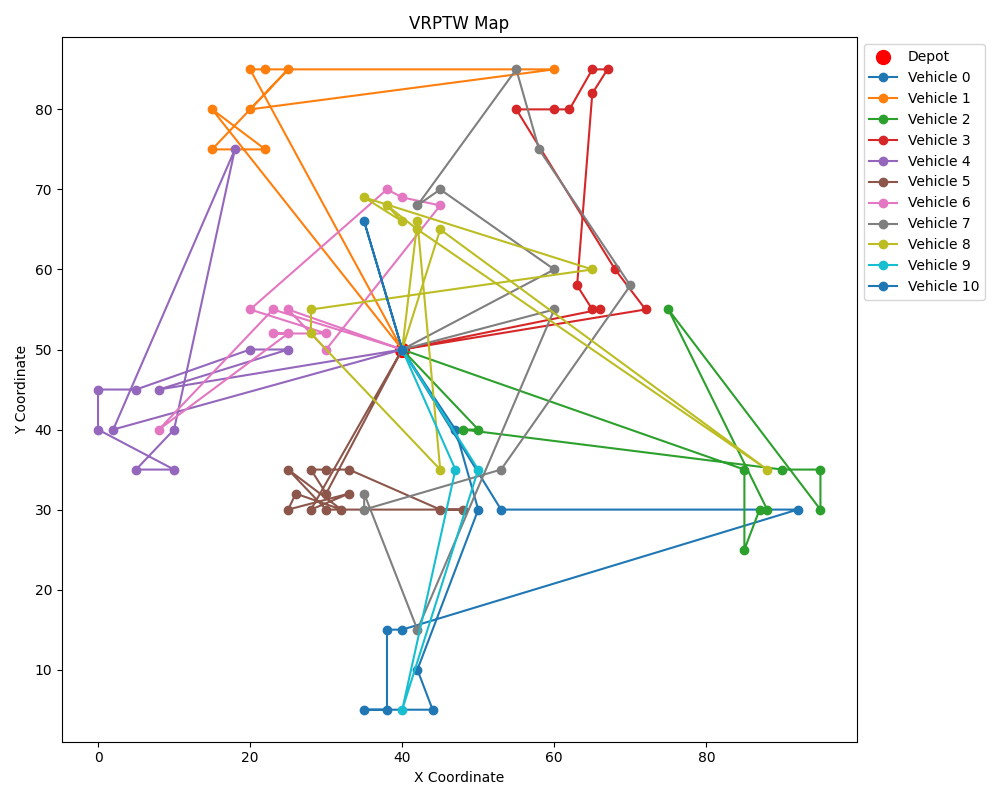 VRPTW Map
Y Coordinate
80
70
60
50
40
30
20
10
0
20
40
60
80
X Coordinate
Depot
Vehicle 0
Vehicle 1
Vehicle 2
Vehicle 3
Vehicle 4
Vehicle 5
Vehicle 6
Vehicle 7
Vehicle 8
Vehicle 9
Vehicle 10